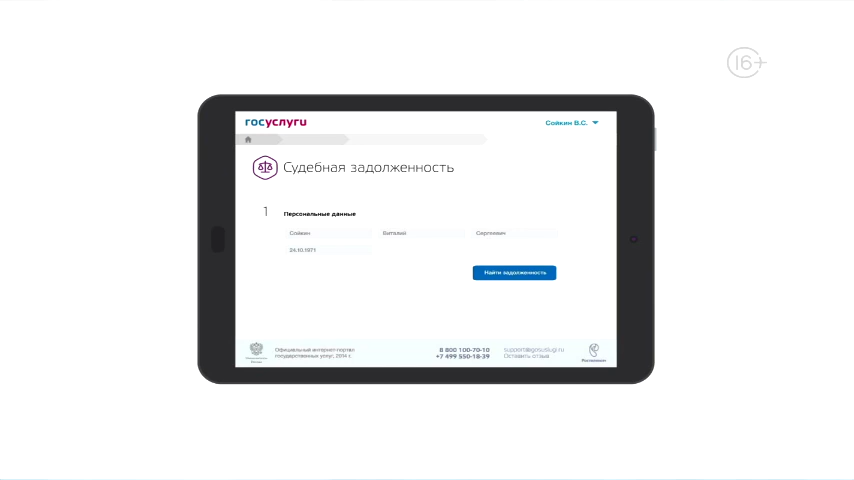 16+
госуслуги
Сойкин В.С.
Судебная задолженность
1 Персональные данные
Сойкин Виталий Сергеевич
24.10.1971
Найти задолженность
Официальный интернет-портал
государственных услуг, 2014 г.
8 800 100-70-10
+7 499 550-18-39
support@gosuslugi.ru
Оставить отзыв
Ростелеком